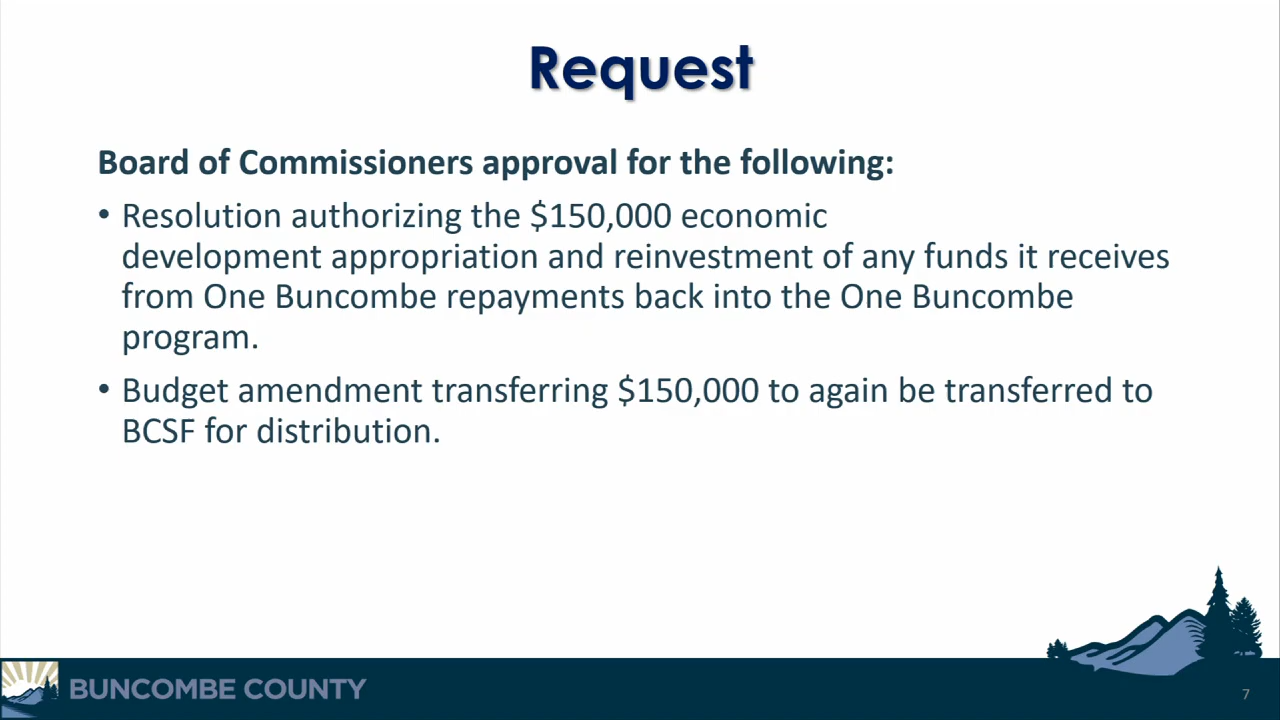 Request
Board of Commissioners approval for the following:
• Resolution authorizing the $150,000 economic
development appropriation and reinvestment of any funds it receives
from One Buncombe repayments back into the One Buncombe
program.
• Budget amendment transferring $150,000 to again be transferred to
BCSF for distribution.
BUNCOMBE COUNTY
7